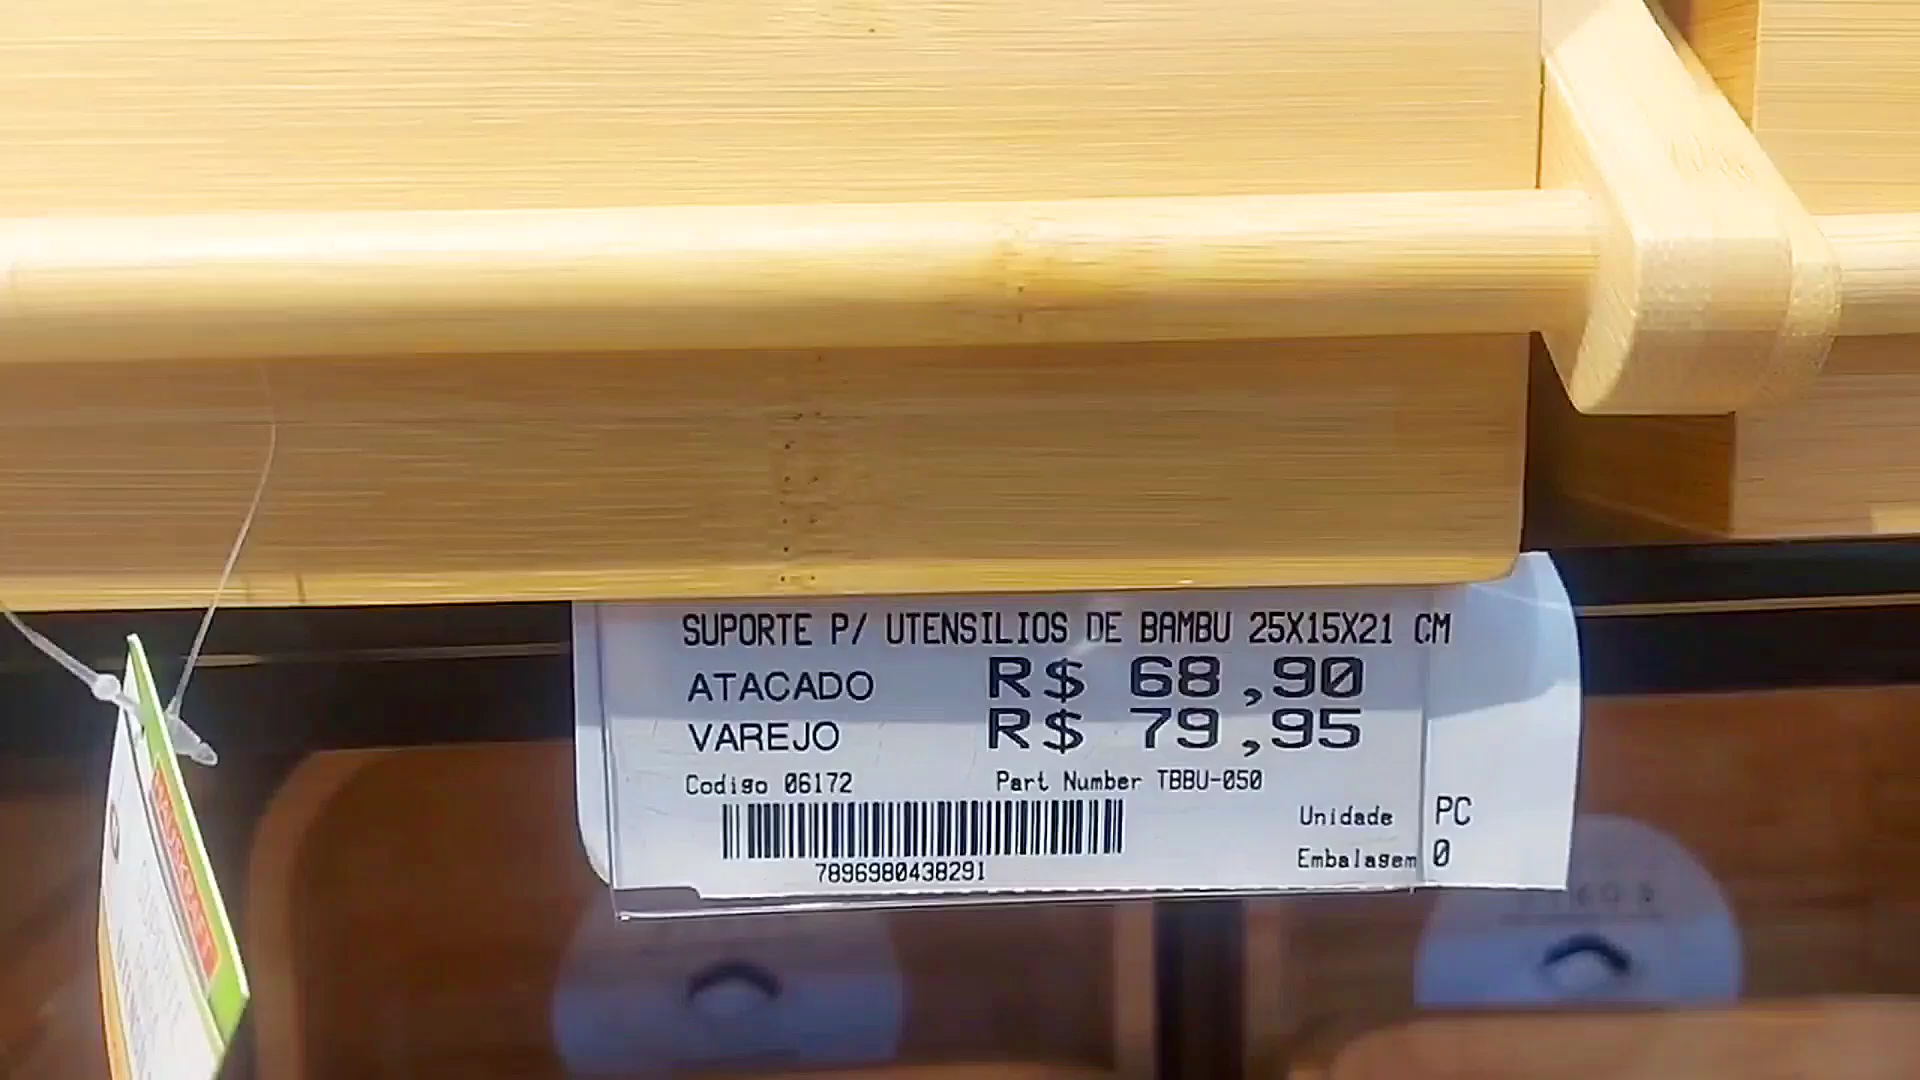 SUPORTE P/ UTENSILIOS DE BAMBU 25X15X21 CM
ATACADO R$ 68,90
VAREJO R$ 79,95
Codigo 06172 Part Number TBBU-050
Unidade PC
7896980438291
Embalagem 0